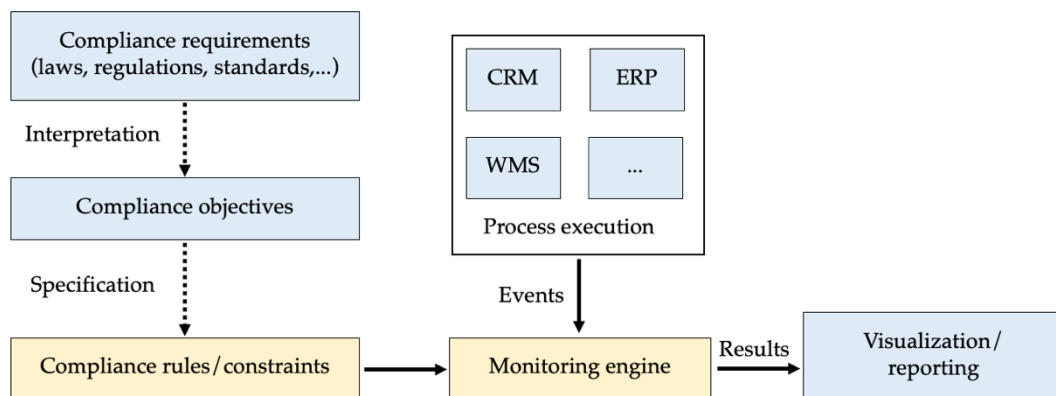 Compliance requirements
(laws, regulations, standards,...)
Interpretation
Compliance objectives
Specification
Compliance rules/constraints
CRM
ERP
WMS
...
Process execution
Events
Monitoring engine
Results
Visualization/
reporting